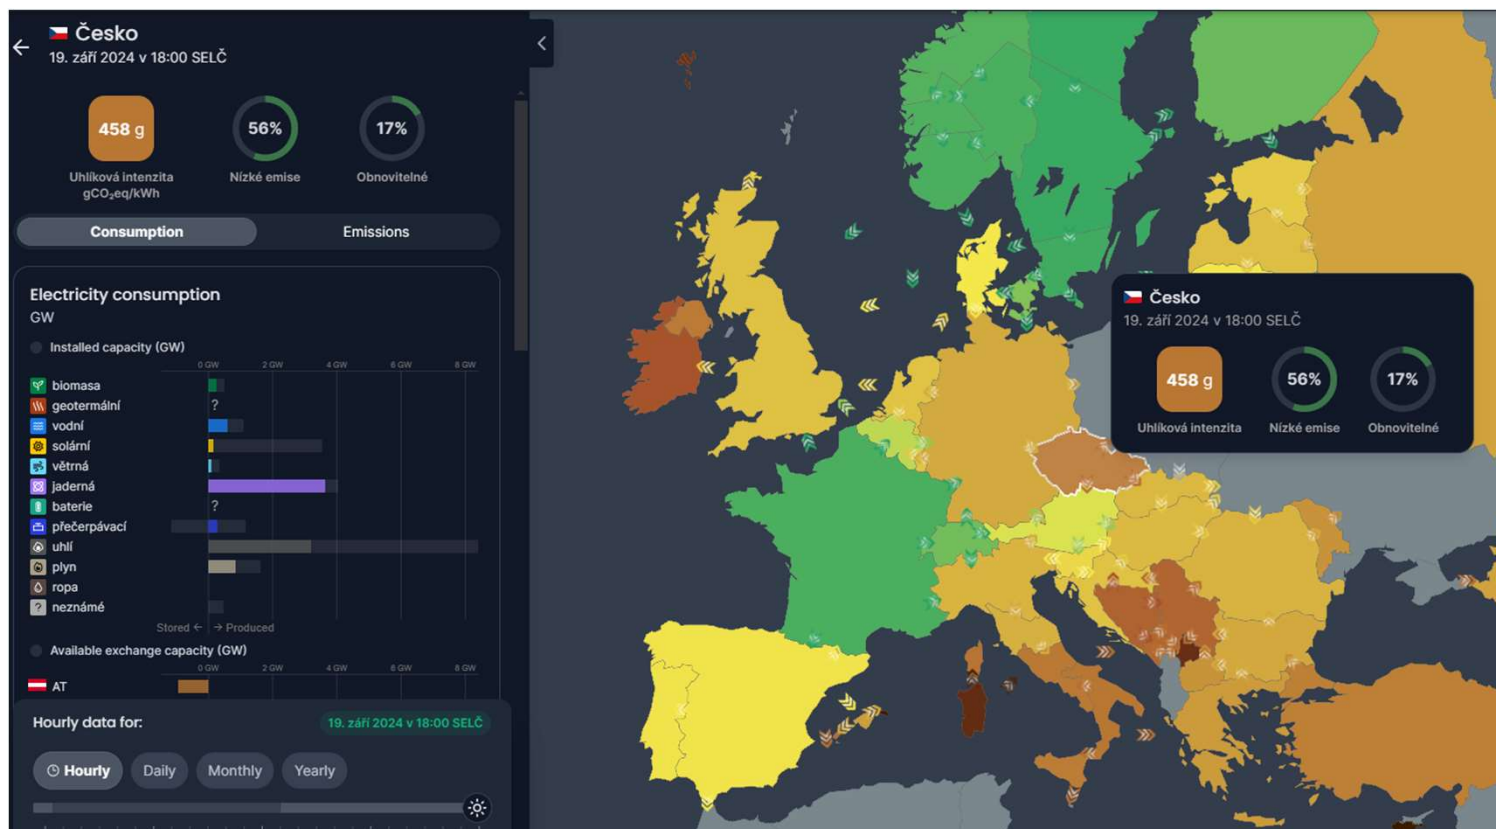 Česko
19. září 2024 v 18:00 SELČ
458 g
56%
17%
Uhlíková intenzita
gCO₂eq/kWh
Nízké emise
Obnovitelné
Consumption
Emissions
Electricity consumption
GW
Installed capacity (GW)
0 GW 2 GW 4 GW 6 GW 8 GW
biomasa
geotermální ?
vodní
solární
větrná
jaderná
baterie ?
přečerpávací
uhlí
plyn
ropa
? neznámé
Stored ← → Produced
Available exchange capacity (GW)
0 GW 2 GW 4 GW 6 GW 8 GW
AT
Hourly data for:
19. září 2024 v 18:00 SELČ
Hourly
Daily
Monthly
Yearly
Česko
19. září 2024 v 18:00 SELČ
458 g
56%
17%
Uhlíková intenzita
Nízké emise
Obnovitelné